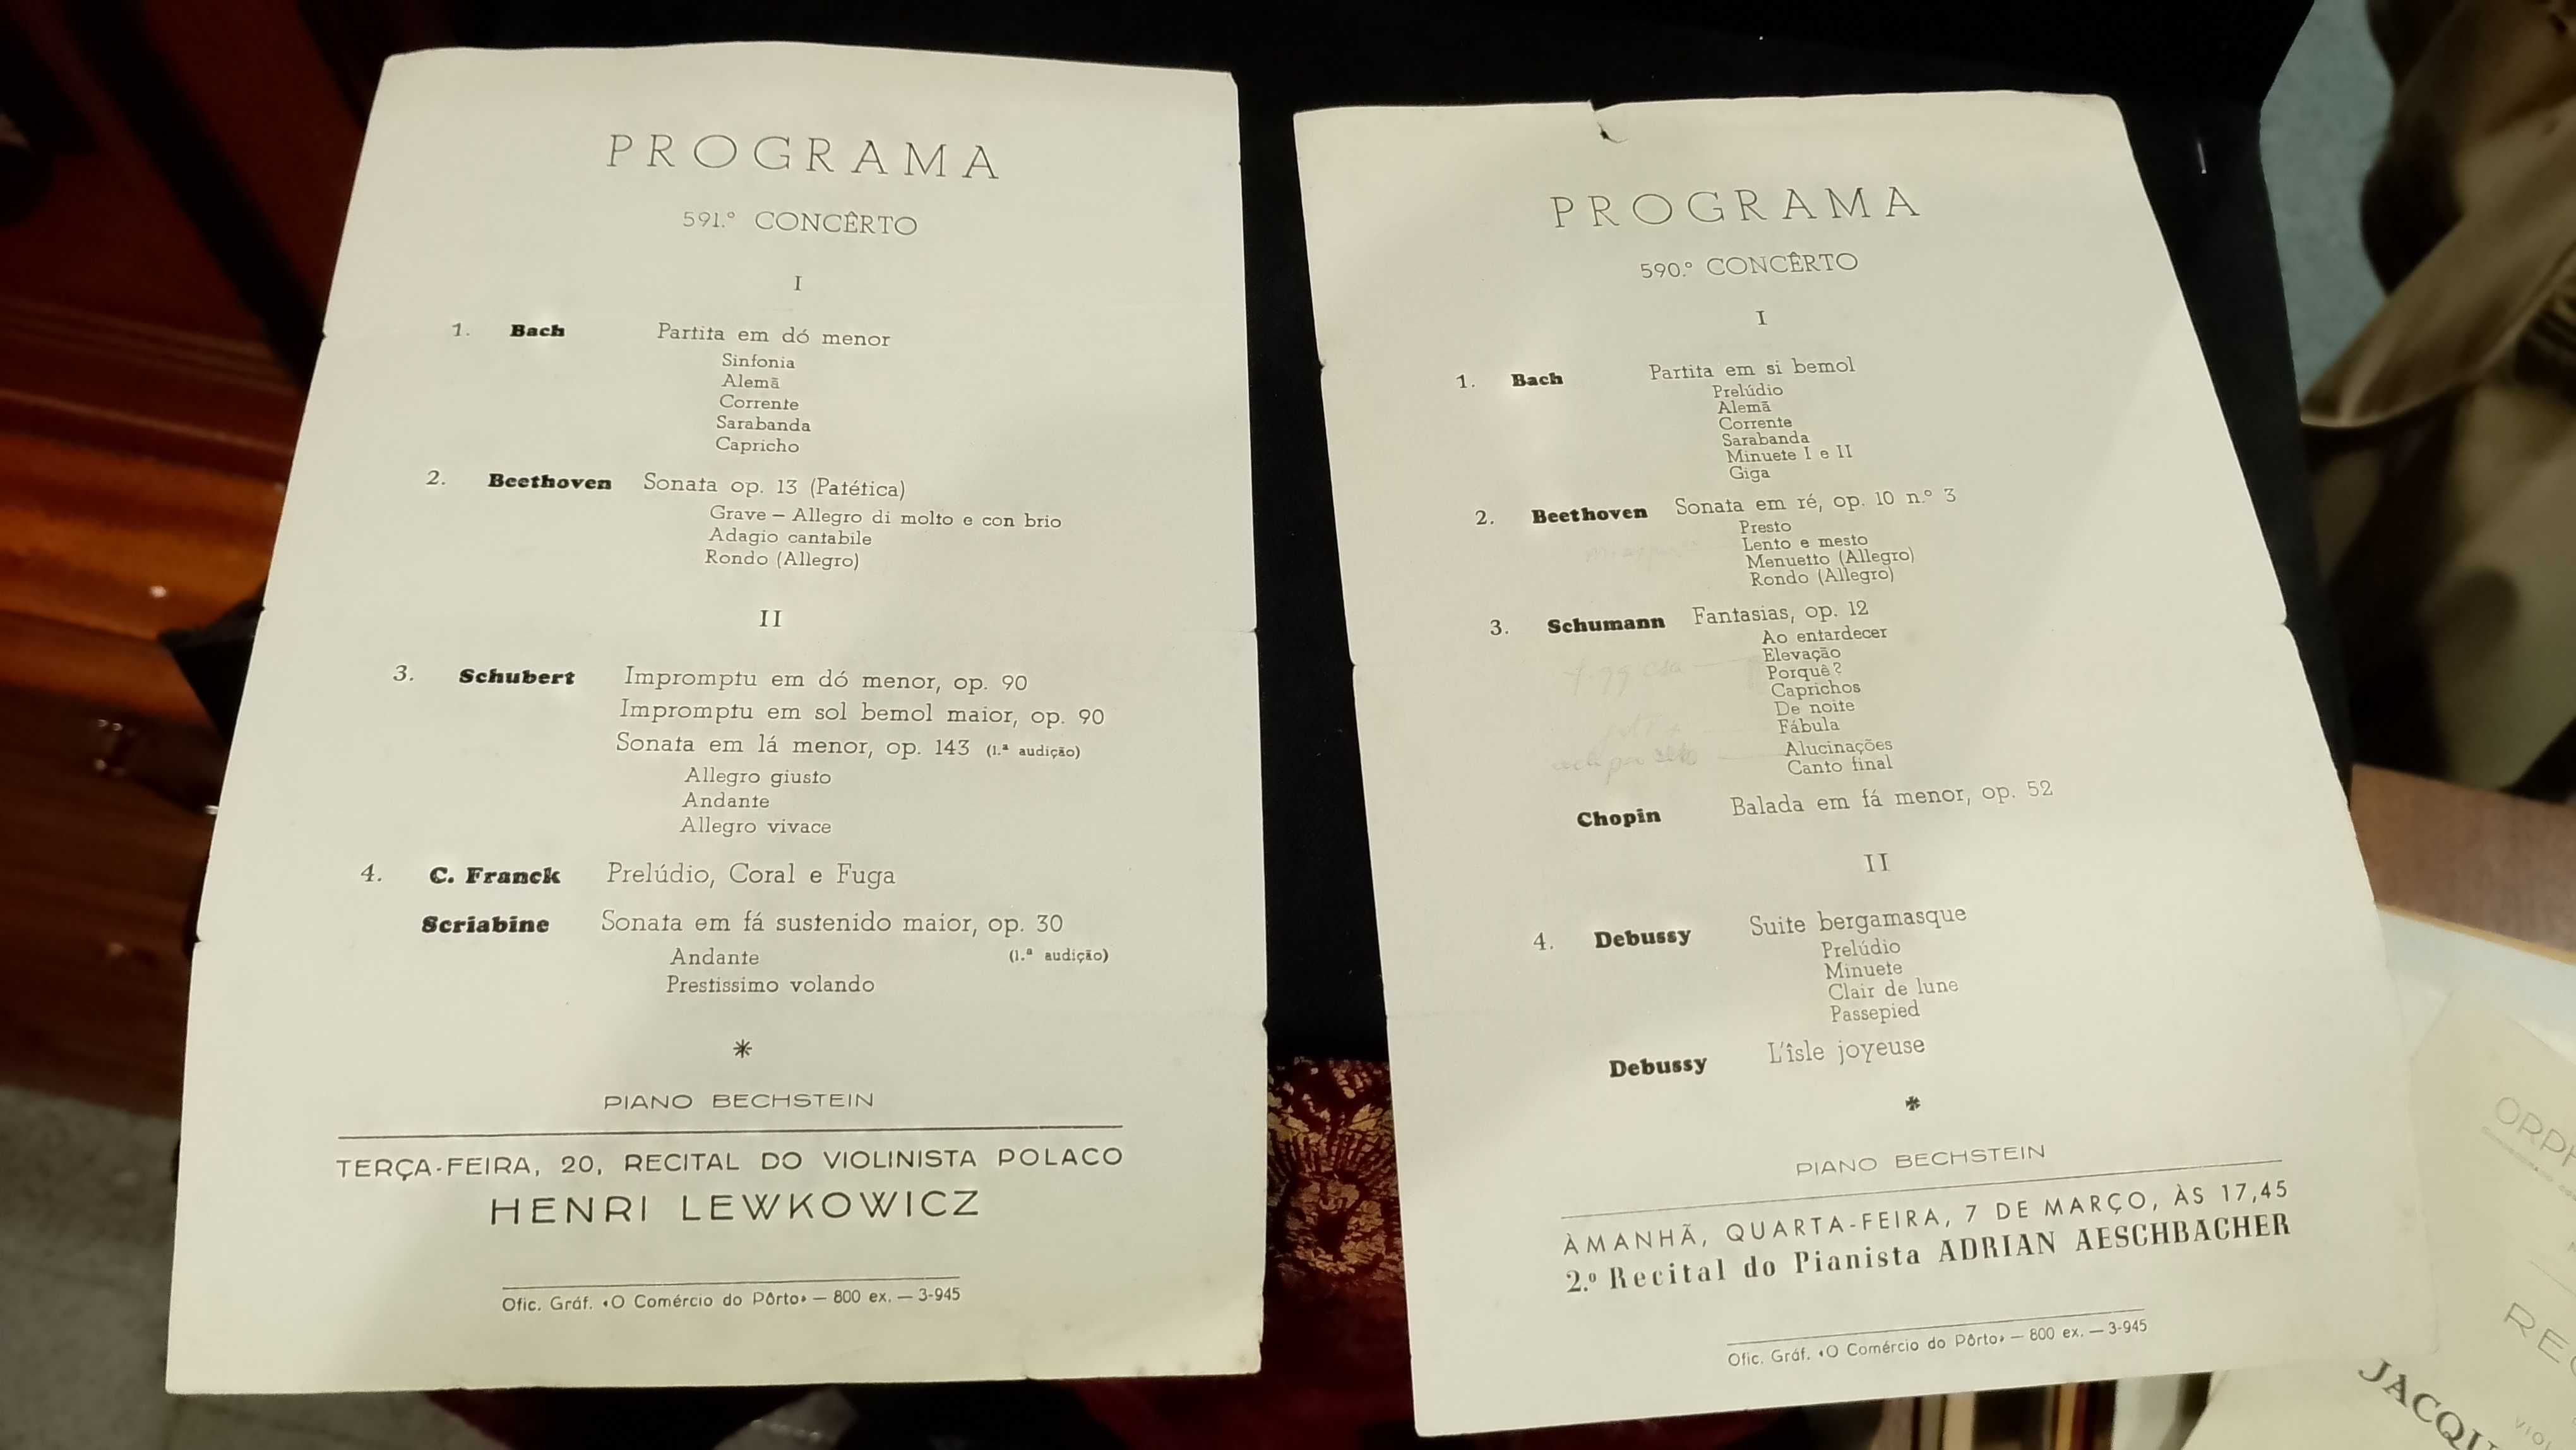 PROGRAMA
591.º CONCÊRTO
I
1. Bach Partita em dó menor
Sinfonia
Alemã
Corrente
Sarabanda
Capricho
2. Beethoven Sonata op. 13 (Patética)
Grave – Allegro di molto e con brio
Adagio cantabile
Rondo (Allegro)
II
3. Schubert Impromptu em dó menor, op. 90
Impromptu em sol bemol maior, op. 90
Sonata em lá menor, op. 143 (1.ª audição)
Allegro giusto
Andante
Allegro vivace
4. C. Franck Prelúdio, Coral e Fuga
Scriabine Sonata em fá sustenido maior, op. 30
Andante (1.ª audição)
Prestissimo volando
*
PIANO BECHSTEIN
TERÇA-FEIRA, 20, RECITAL DO VIOLINISTA POLACO
HENRI LEWKOWICZ
Ofic. Gráf. «O Comércio do Pôrto» — 800 ex. — 3-945
PROGRAMA
590.º CONCÊRTO
I
1. Bach Partita em si bemol
Prelúdio
Alemã
Corrente
Sarabanda
Minuete I e II
Giga
2. Beethoven Sonata em ré, op. 10 n.º 3
Presto
Lento e mesto
Menuetto (Allegro)
Rondo (Allegro)
3. Schumann Fantasias, op. 12
Ao entardecer
Elevação
Porquê?
Caprichos
De noite
Fábula
Alucinações
Canto final
Chopin Balada em fá menor, op. 52
II
4. Debussy Suite bergamasque
Prelúdio
Minuete
Clair de lune
Passepied
Debussy L'îsle joyeuse
*
PIANO BECHSTEIN
ÀMANHÃ, QUARTA-FEIRA, 7 DE MARÇO, ÀS 17,45
2.º Recital do Pianista ADRIAN AESCHBACHER
Ofic. Gráf. «O Comércio do Pôrto» — 800 ex. — 3-945